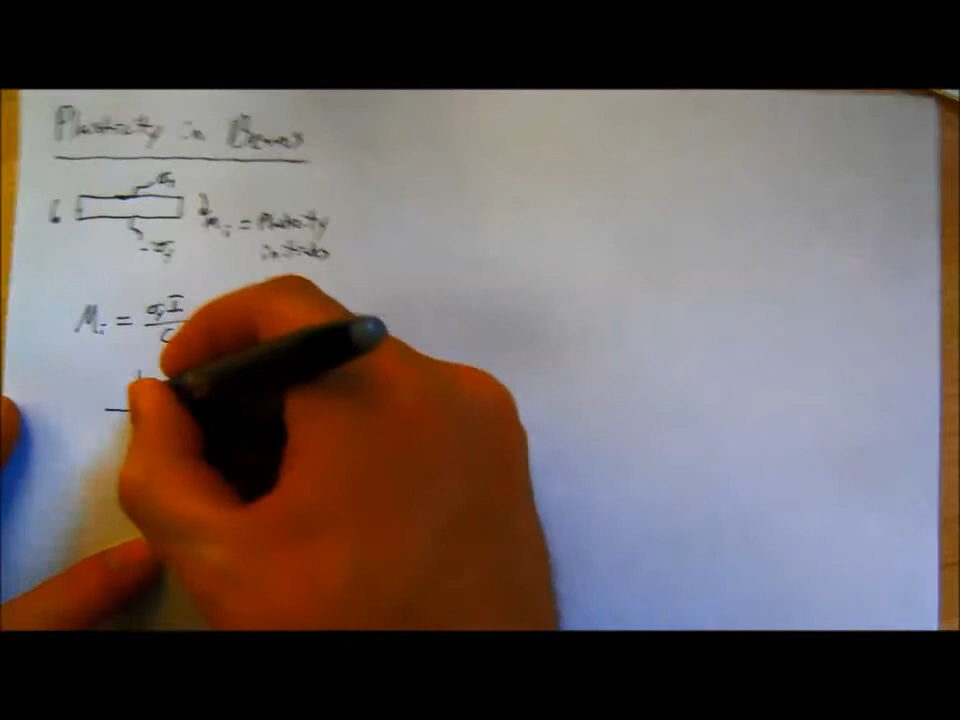 Plasticity in Beams
σy
b
d
Mi = Plasticity
initiates
-σy
Mi = σyI
c